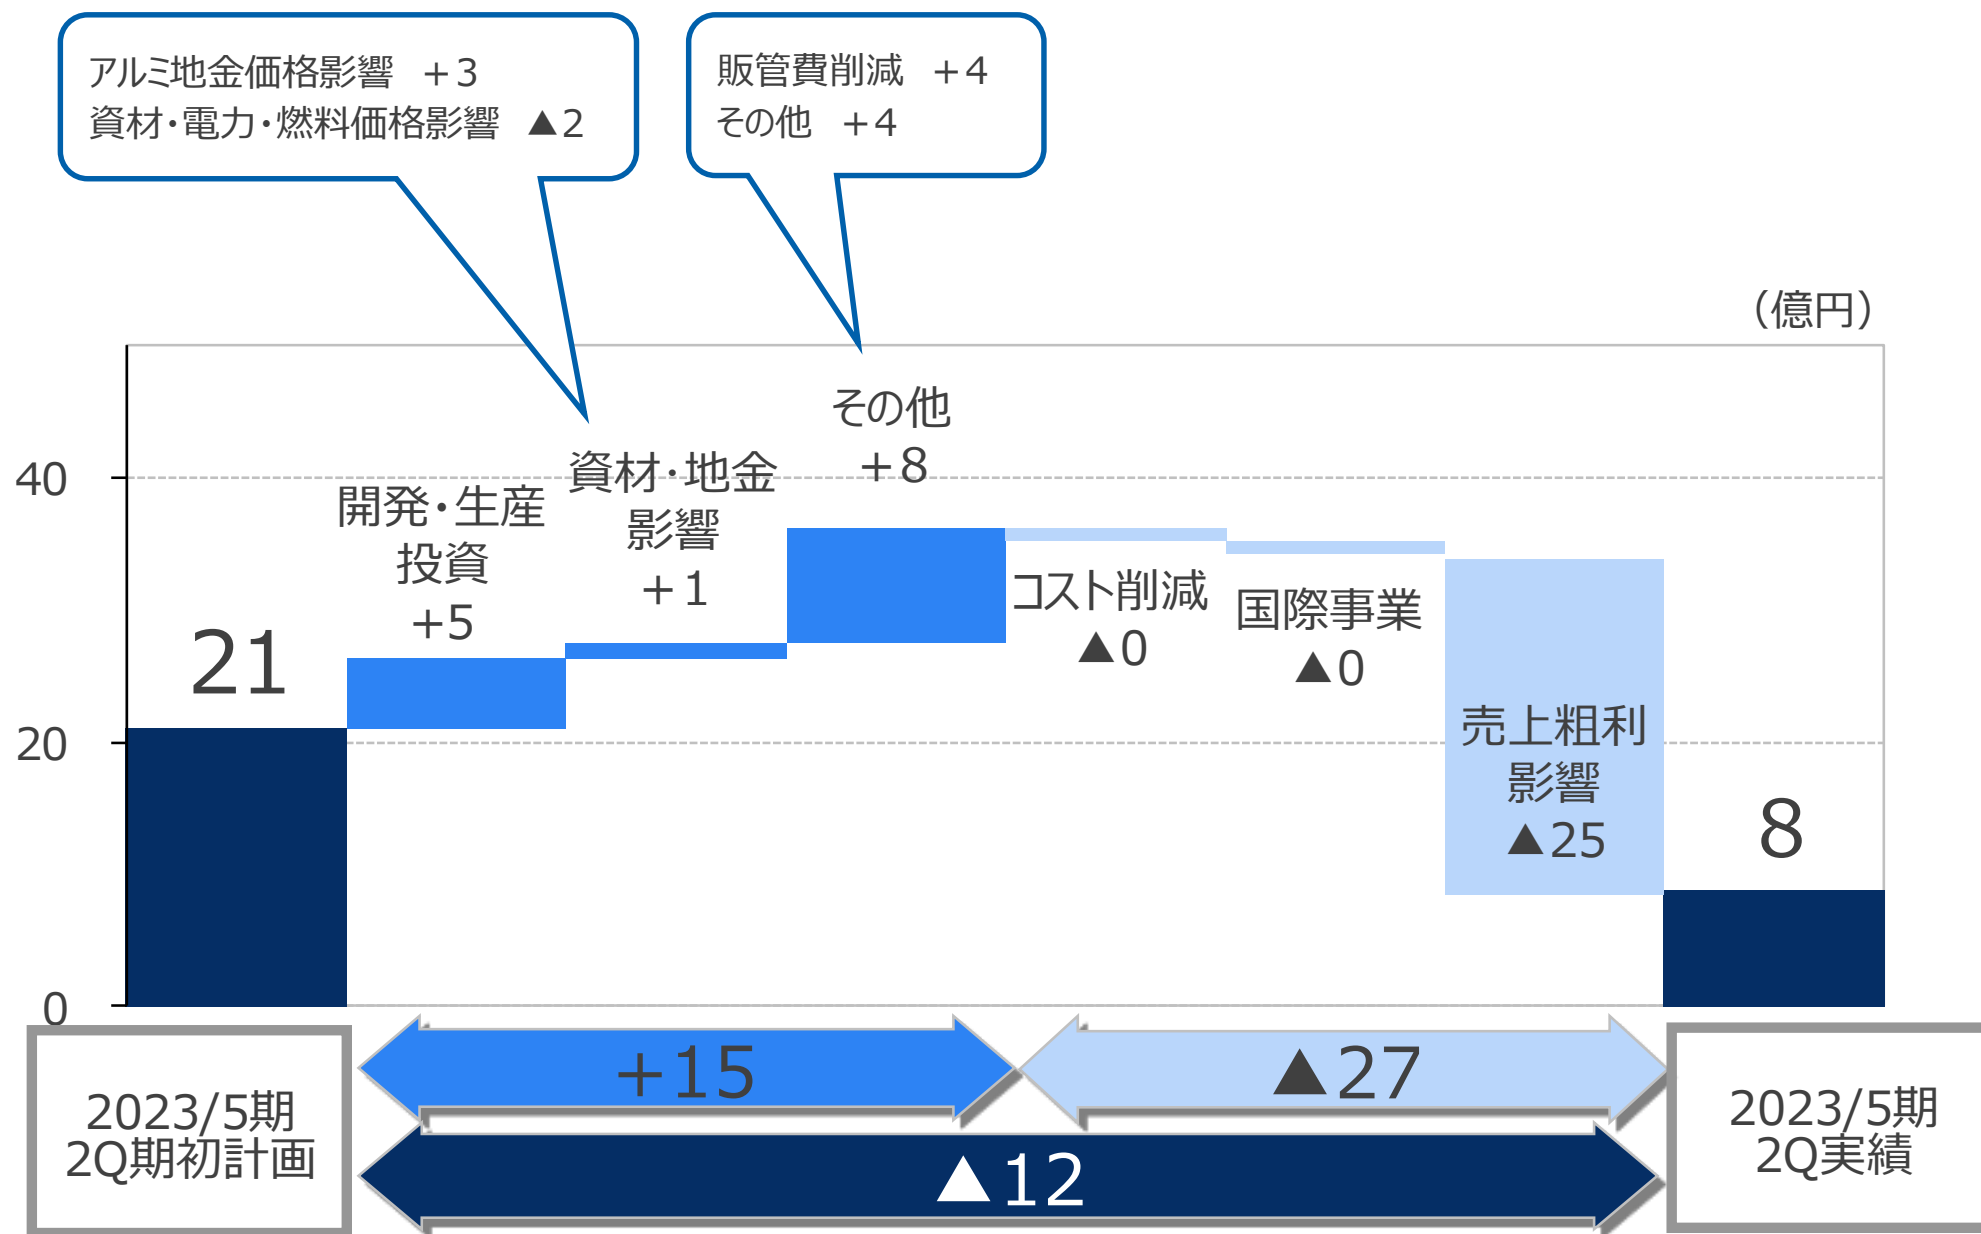 アルミ地金価格影響 +3
資材・電力・燃料価格影響 ▲2
販管費削減 +4
その他 +4
(億円)
40
20
0
21
開発・生産
投資
+5
資材・地金
影響
+1
その他
+8
コスト削減
▲0
国際事業
▲0
売上粗利
影響
▲25
8
2023/5期
2Q期初計画
+15
▲27
▲12
2023/5期
2Q実績